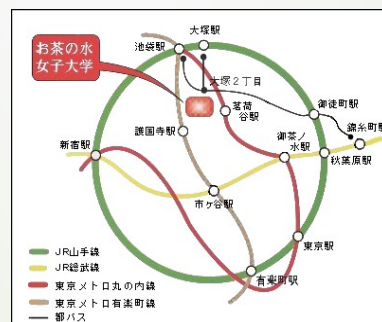 大塚駅
池袋駅
お茶の水
女子大学
大塚2丁目
茗荷
谷駅
御徒町駅
錦糸町駅
護国寺駅
御茶ノ
水駅
秋葉原駅
新宿駅
市ヶ谷駅
東京駅
有楽町駅
JR山手線
JR総武線
東京メトロ丸の内線
東京メトロ有楽町線
都バス